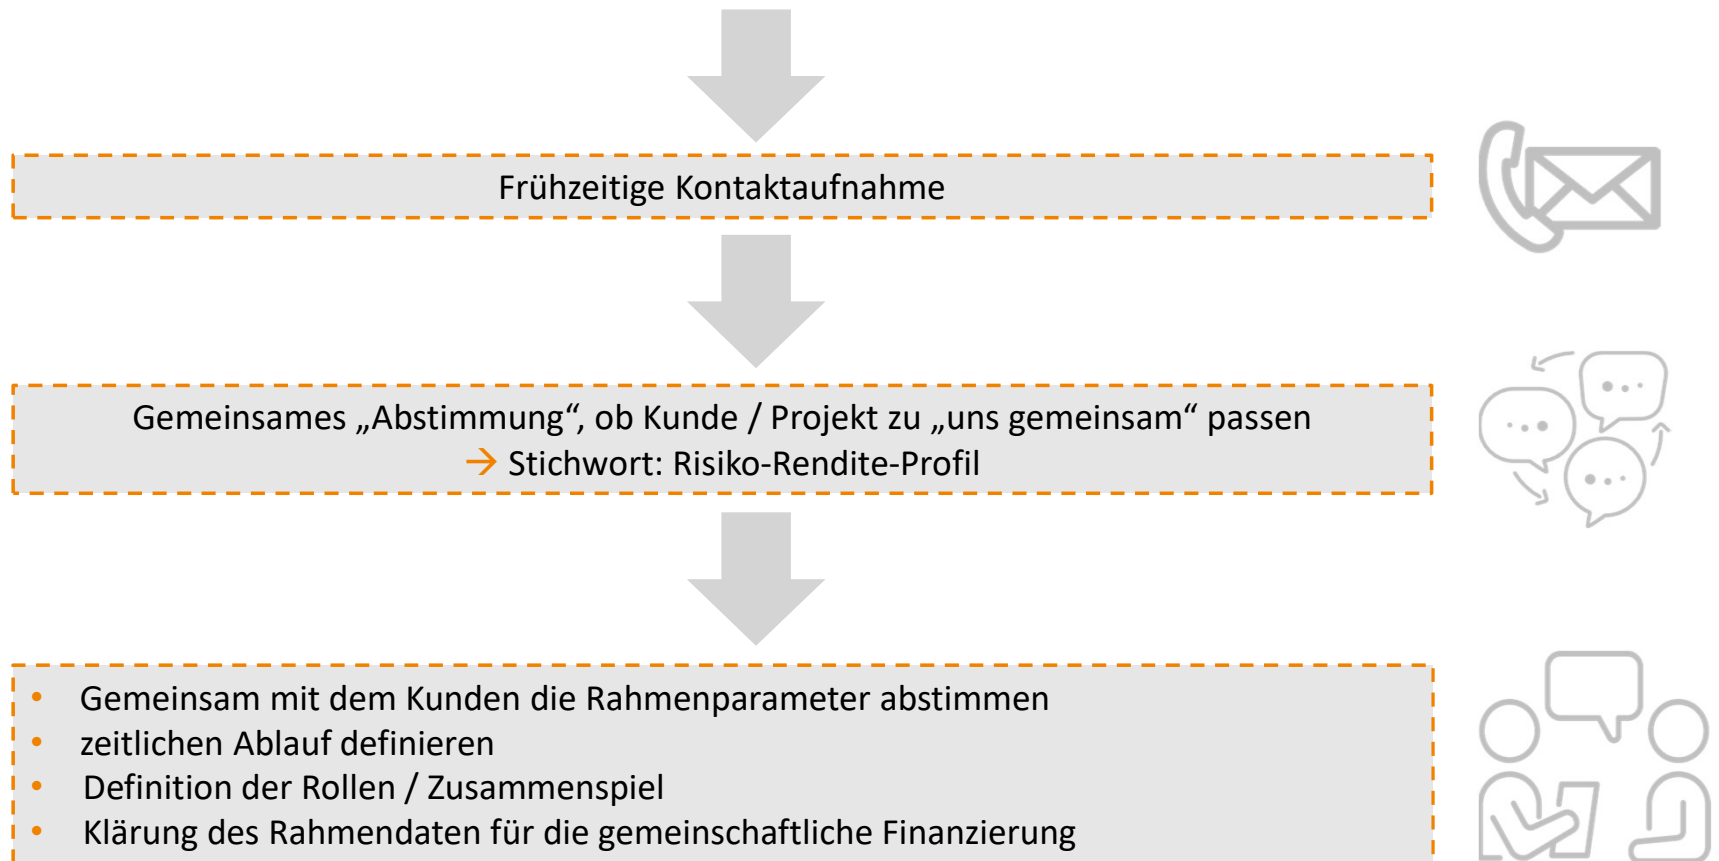 Frühzeitige Kontaktaufnahme
Gemeinsames „Abstimmung“, ob Kunde / Projekt zu „uns gemeinsam“ passen
→ Stichwort: Risiko-Rendite-Profil
• Gemeinsam mit dem Kunden die Rahmenparameter abstimmen
• zeitlichen Ablauf definieren
• Definition der Rollen / Zusammenspiel
• Klärung des Rahmendaten für die gemeinschaftliche Finanzierung